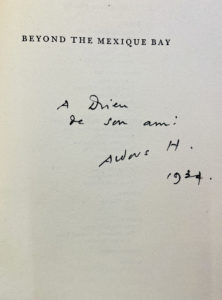 BEYOND THE MEXIQUE BAY
A Drieu
de son ami:
Aldous H.
1934.